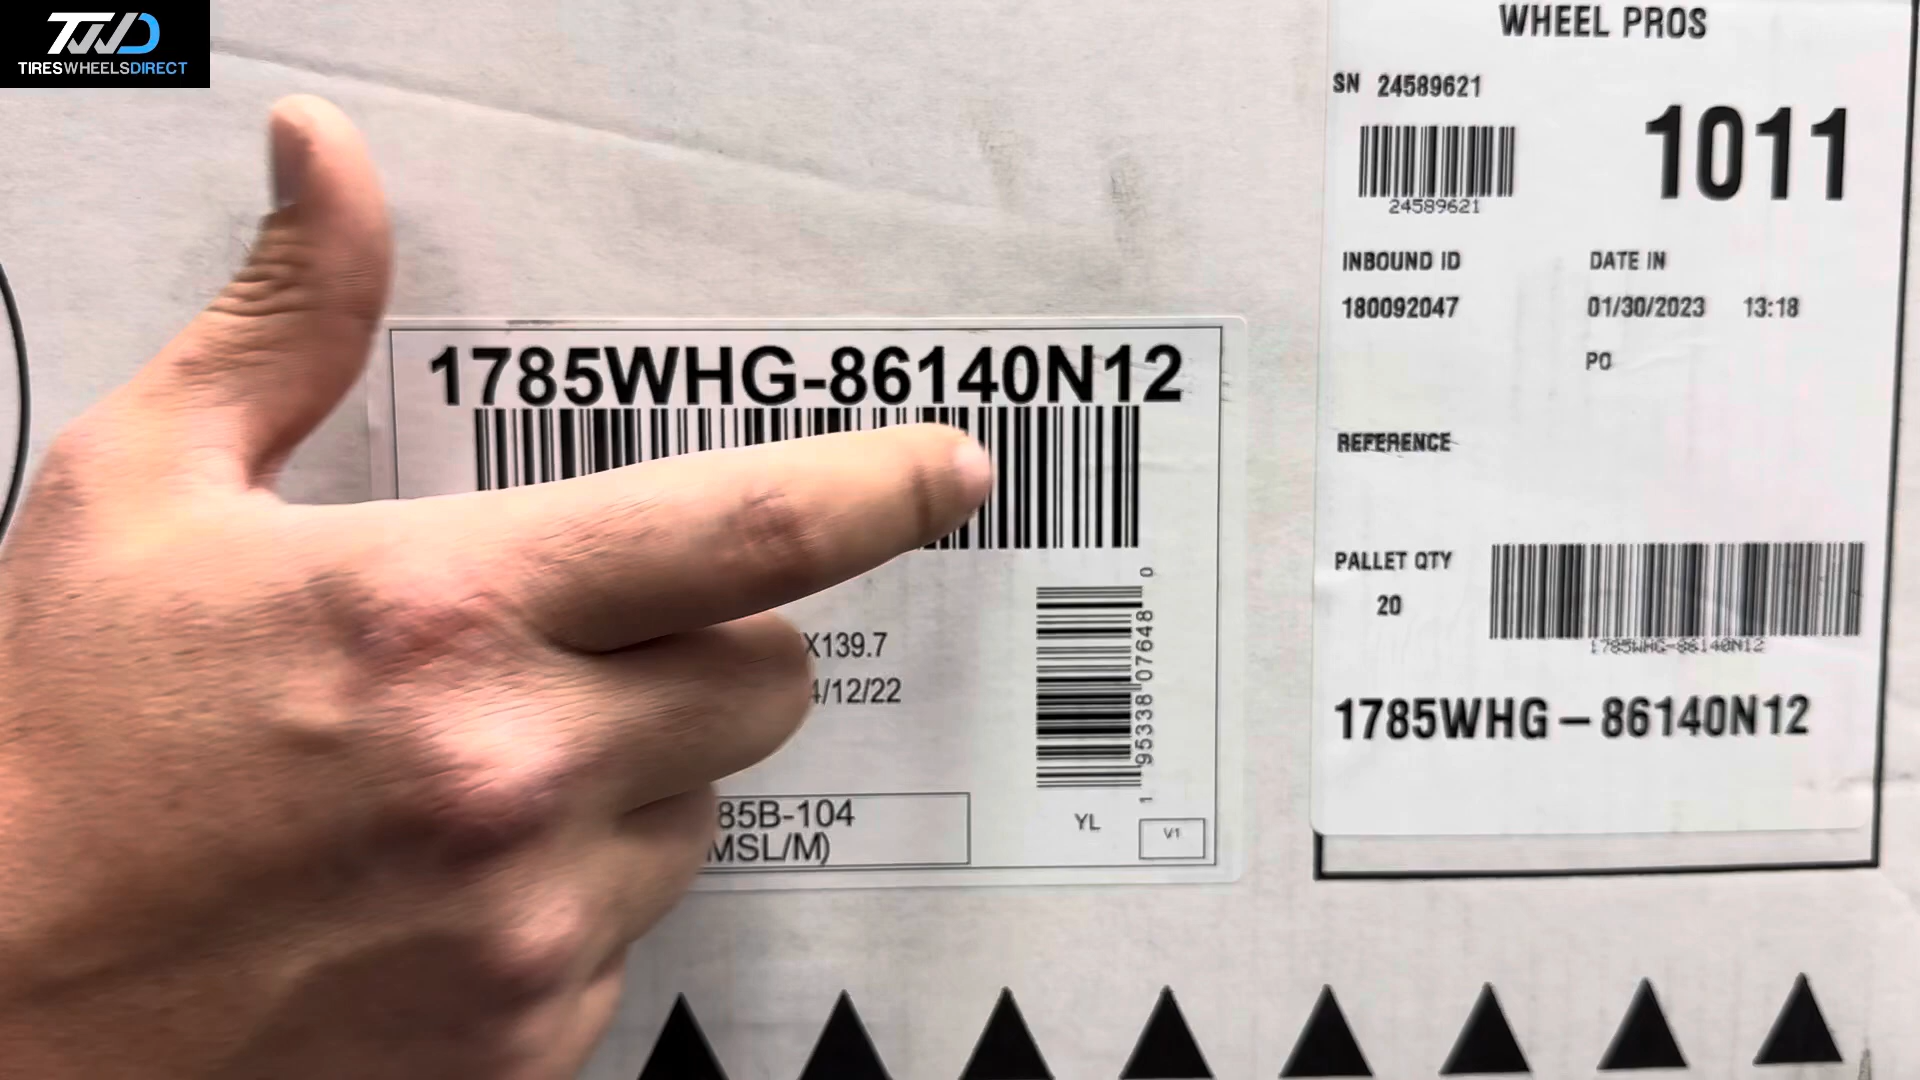 TWD
TIRESWHEELSDIRECT
WHEEL PROS
SN 24589621
1011
24589621
INBOUND ID
DATE IN
180092047
01/30/2023 13:18
PO
REFERENCE
PALLET QTY
20
1785WHG-86140N12
1785WHG-86140N12
1785WHG-86140N12
X139.7
4/12/22
85B-104
MSL/M)
1 95338 07648 0
YL
V1